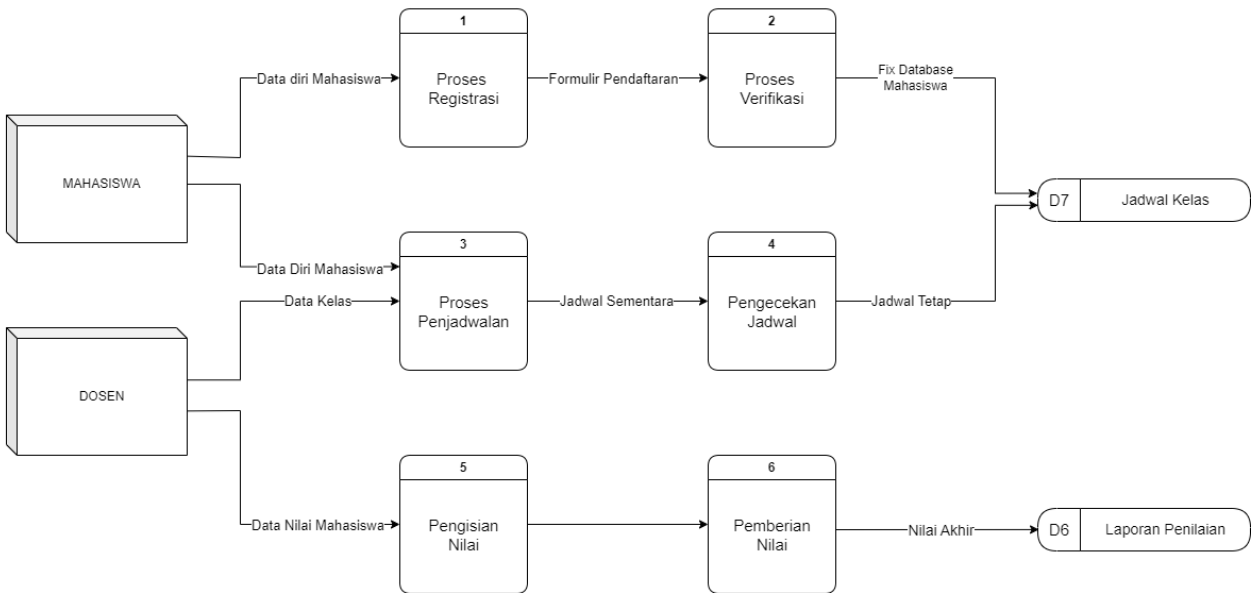 1
2
Data diri Mahasiswa
Proses
Registrasi
Formulir Pendaftaran
Proses
Verifikasi
Fix Database
Mahasiswa
MAHASISWA
D7
Jadwal Kelas
3
4
Data Diri Mahasiswa
Data Kelas
Proses
Penjadwalan
Jadwal Sementara
Pengecekan
Jadwal
Jadwal Tetap
DOSEN
5
6
Data Nilai Mahasiswa
Pengisian
Nilai
Pemberian
Nilai
Nilai Akhir
D6
Laporan Penilaian